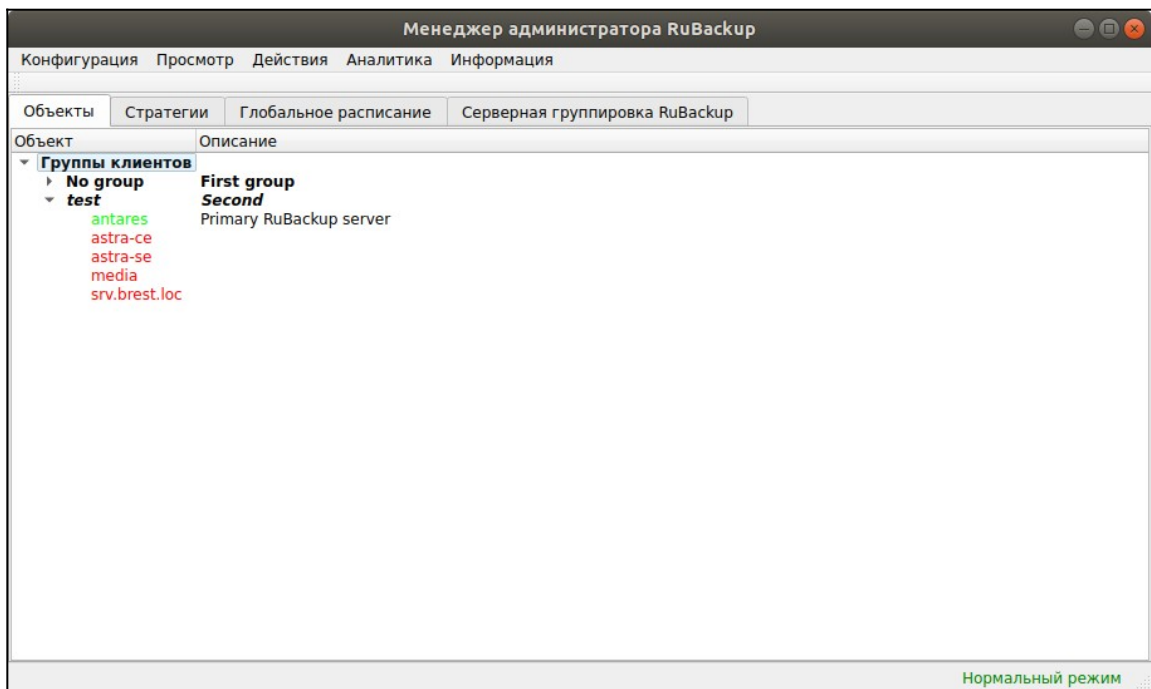 Менеджер администратора RuBackup
Конфигурация Просмотр Действия Аналитика Информация
Объекты Стратегии Глобальное расписание Серверная группировка RuBackup
Объект Описание
Группы клиентов
No group First group
test Second
antares Primary RuBackup server
astra-ce
astra-se
media
srv.brest.loc
Нормальный режим